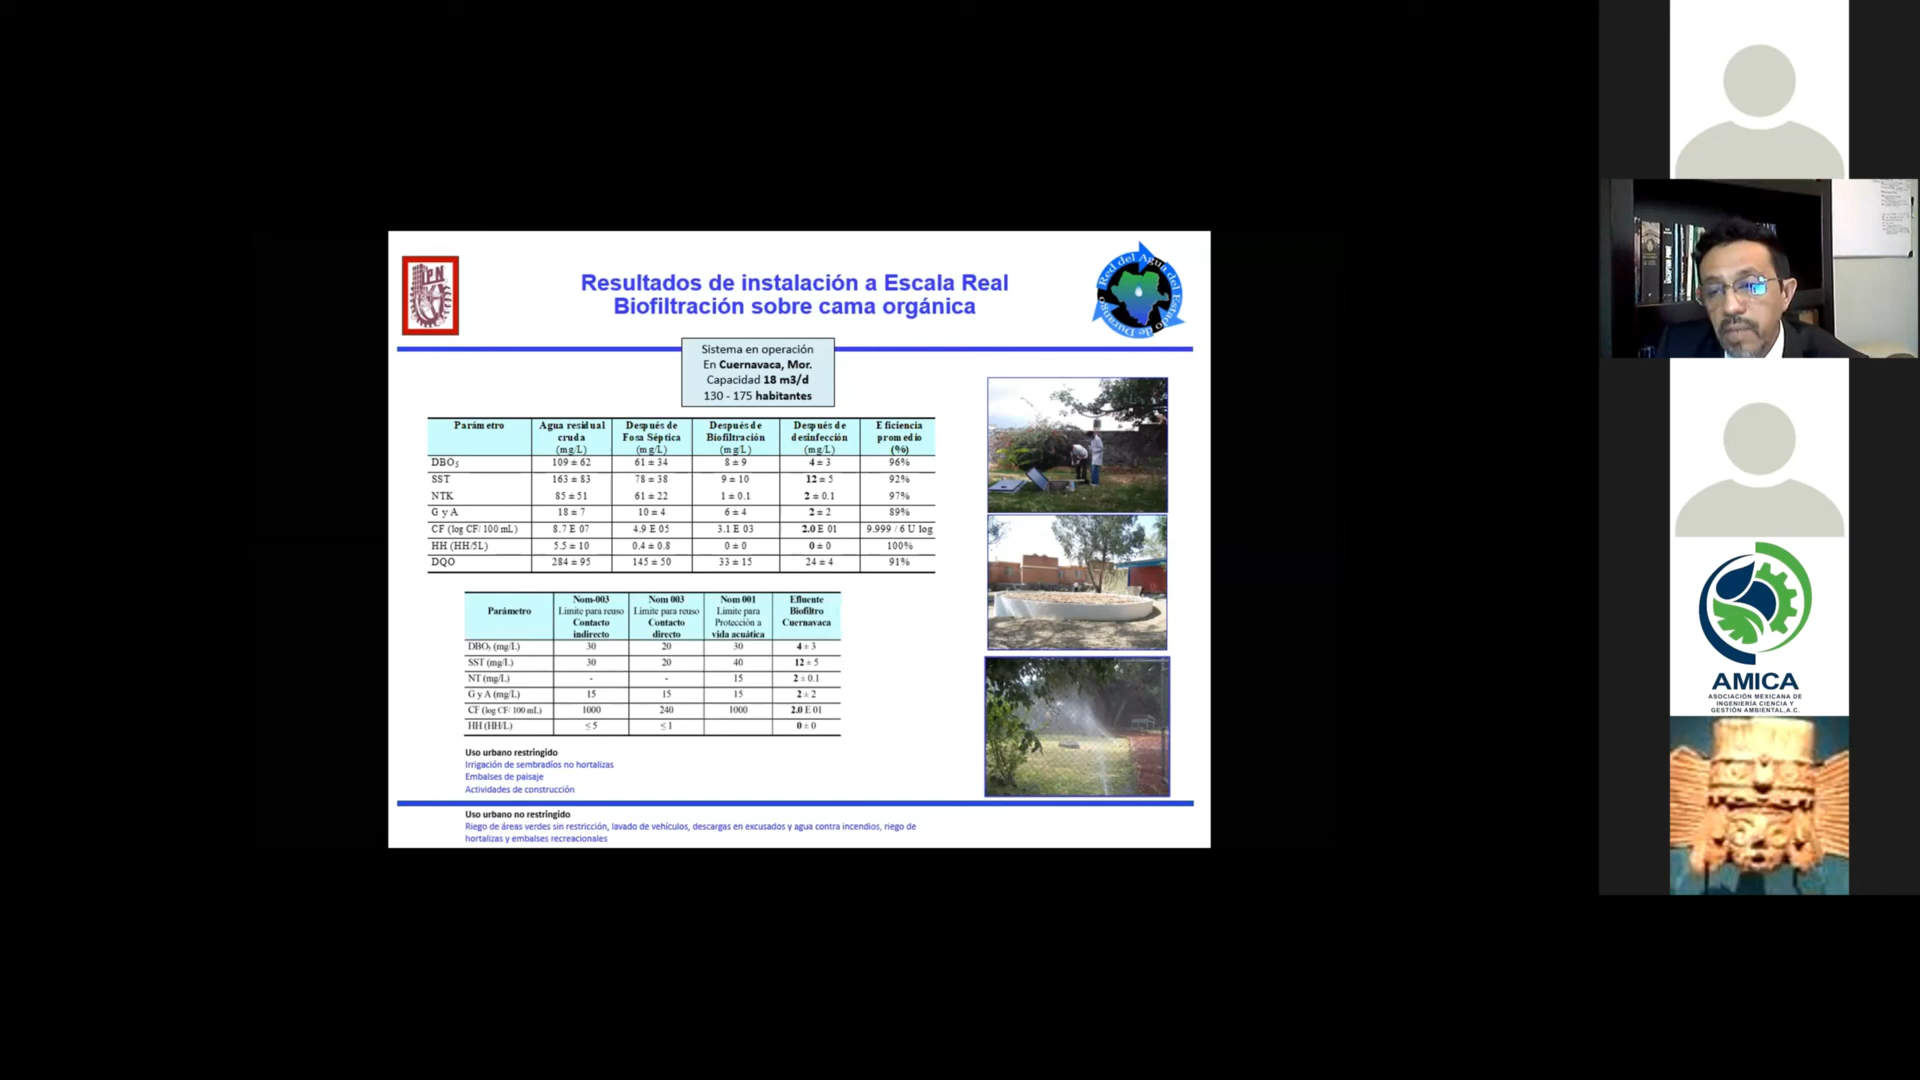 IPN
Resultados de instalación a Escala Real
Biofiltración sobre cama orgánica
Red del Agua del Estado de Durango
Sistema en operación
En Cuernavaca, Mor.
Capacidad 18 m3/d
130 - 175 habitantes
Parámetro Agua residual cruda (mg/L) Después de Fosa Séptica (mg/L) Después de Biofiltración (mg/L) Después de desinfección (mg/L) Eficiencia promedio (%)
DBO5 109 ± 62 61 ± 34 8 ± 9 4 ± 3 96%
SST 163 ± 83 78 ± 38 9 ± 10 12 ± 5 92%
NTK 85 ± 51 61 ± 22 1 ± 0.1 2 ± 0.1 97%
G y A 18 ± 7 10 ± 4 6 ± 4 2 ± 2 89%
CF (log CF/ 100 mL) 8.7 E 07 4.9 E 05 3.1 E 03 2.0 E 01 9.999 / 6 U log
HH (HH/5L) 5.5 ± 10 0.4 ± 0.8 0 ± 0 0 ± 0 100%
DQO 284 ± 95 145 ± 50 33 ± 15 24 ± 4 91%
Parámetro Nom-003 Limite para reuso Contacto indirecto Nom 003 Limite para reuso Contacto directo Nom 001 Limite para Protección a vida acuática Efluente Biofiltro Cuernavaca
DBO5 (mg/L) 30 20 30 4 ± 3
SST (mg/L) 30 20 40 12 ± 5
NT (mg/L) - - 15 2 ± 0.1
G y A (mg/L) 15 15 15 2 ± 2
CF (log CF/ 100 mL) 1000 240 1000 2.0 E 01
HH (HH/L) ≤ 5 ≤ 1 0 ± 0
Uso urbano restringido
Irrigación de sembradíos no hortalizas
Embalses de paisaje
Actividades de construcción
Uso urbano no restringido
Riego de áreas verdes sin restricción, lavado de vehículos, descargas en excusados y agua contra incendios, riego de
hortalizas y embalses recreacionales
AMICA
ASOCIACIÓN MEXICANA DE
INGENIERÍA CIENCIA Y
GESTIÓN AMBIENTAL,A.C.